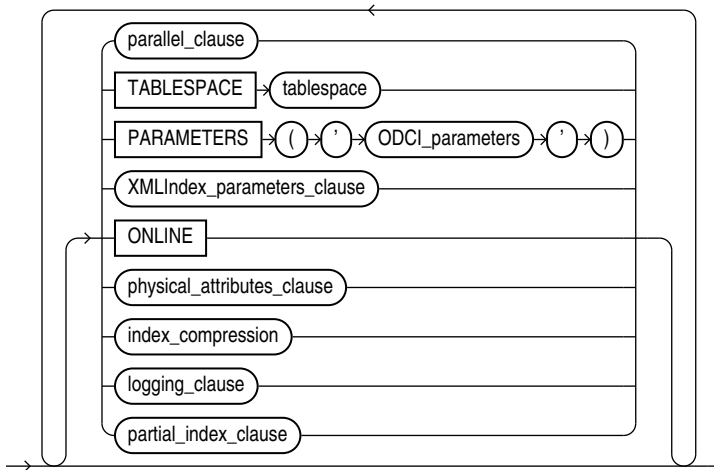 parallel_clause
TABLESPACE tablespace
PARAMETERS ( ' ODCI_parameters ' )
XMLIndex_parameters_clause
ONLINE
physical_attributes_clause
index_compression
logging_clause
partial_index_clause